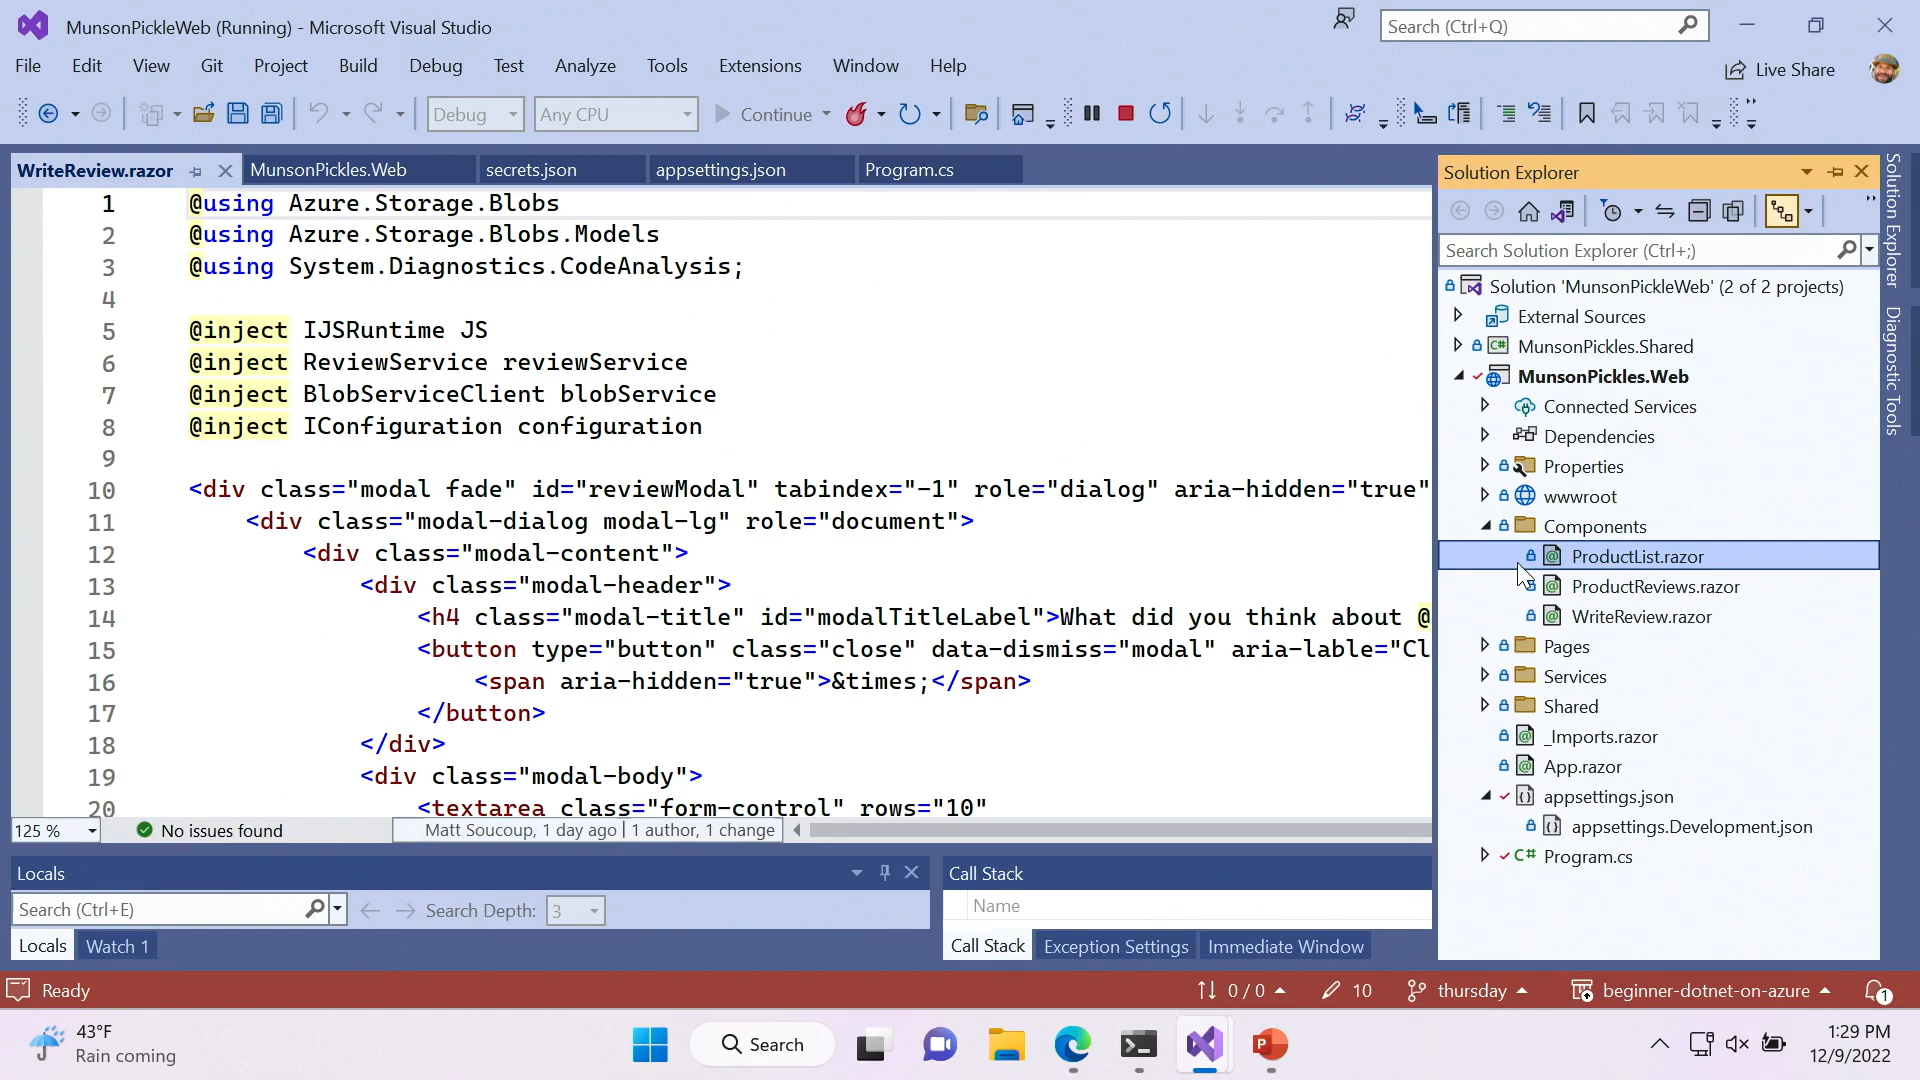 MunsonPickleWeb (Running) - Microsoft Visual Studio
Search (Ctrl+Q)
File Edit View Git Project Build Debug Test Analyze Tools Extensions Window Help
Live Share
Debug Any CPU Continue
WriteReview.razor MunsonPickles.Web secrets.json appsettings.json Program.cs
1 @using Azure.Storage.Blobs
2 @using Azure.Storage.Blobs.Models
3 @using System.Diagnostics.CodeAnalysis;
4
5 @inject IJSRuntime JS
6 @inject ReviewService reviewService
7 @inject BlobServiceClient blobService
8 @inject IConfiguration configuration
9
10 <div class="modal fade" id="reviewModal" tabindex="-1" role="dialog" aria-hidden="true"
11 <div class="modal-dialog modal-lg" role="document">
12 <div class="modal-content">
13 <div class="modal-header">
14 <h4 class="modal-title" id="modalTitleLabel">What did you think about @
15 <button type="button" class="close" data-dismiss="modal" aria-lable="Cl
16 <span aria-hidden="true">&times;</span>
17 </button>
18 </div>
19 <div class="modal-body">
20 <textarea class="form-control" rows="10"
125 % No issues found Matt Soucoup, 1 day ago | 1 author, 1 change
Locals
Search (Ctrl+E) Search Depth: 3
Locals Watch 1
Call Stack
Name
Call Stack Exception Settings Immediate Window
Solution Explorer
Search Solution Explorer (Ctrl+;)
Solution 'MunsonPickleWeb' (2 of 2 projects)
External Sources
C# MunsonPickles.Shared
MunsonPickles.Web
Connected Services
Dependencies
Properties
wwwroot
Components
ProductList.razor
ProductReviews.razor
WriteReview.razor
Pages
Services
Shared
_Imports.razor
App.razor
appsettings.json
appsettings.Development.json
C# Program.cs
Solution Explorer
Diagnostic Tools
Ready 0 / 0 10 thursday beginner-dotnet-on-azure 1
43°F
Rain coming
Search
1:29 PM
12/9/2022